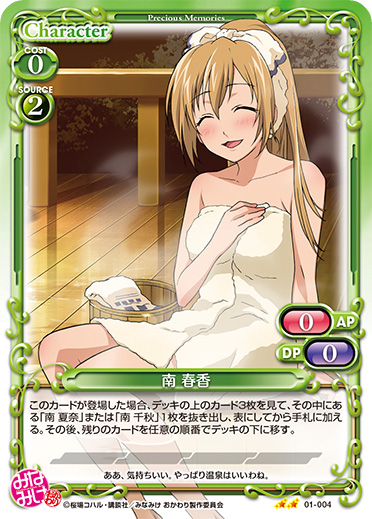 Precious Memories
Character
COST
0
SOURCE
2
0 AP
DP 0
南 春香
このカードが登場した場合、デッキの上のカード3枚を見て、その中にあ
る「南 夏奈」または「南 千秋」1枚を抜き出し、表にしてから手札に加え
る。その後、残りのカードを任意の順番でデッキの下に移す。
ああ、気持ちいい。やっぱり温泉はいいわね。
みなみけ
©桜場コハル・講談社／みなみけ おかわり製作委員会
01-004